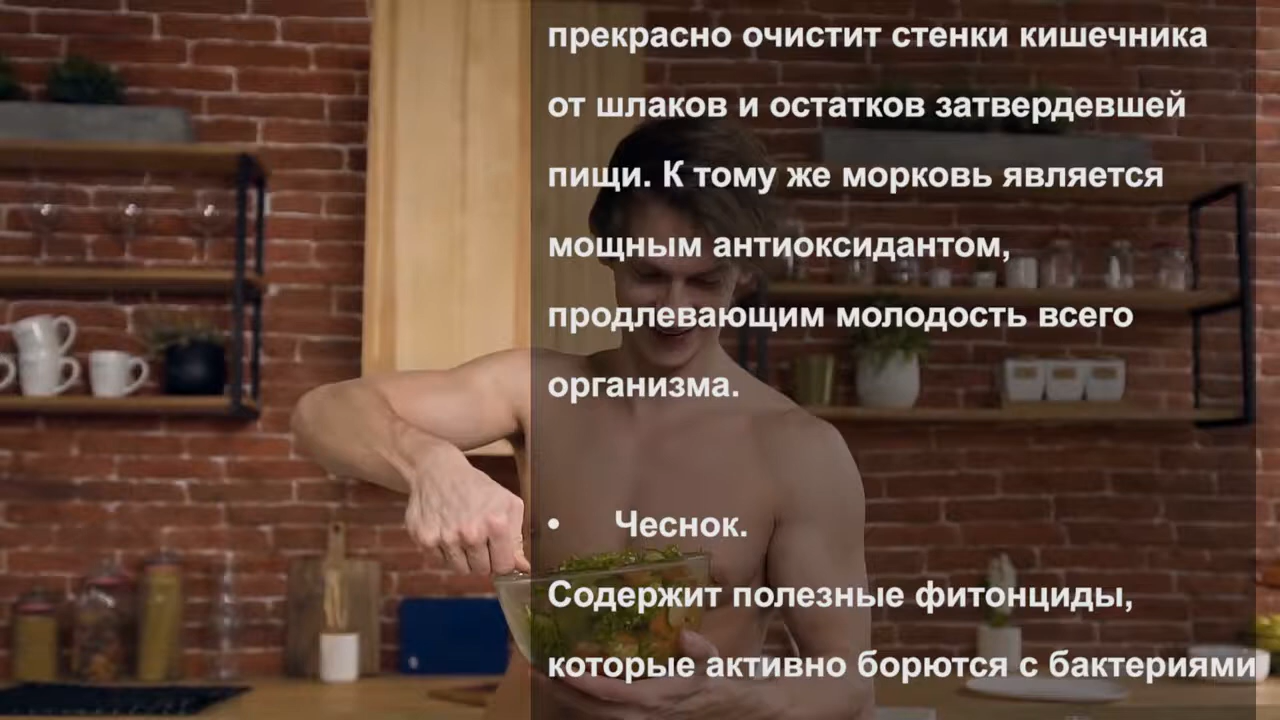 прекрасно очистит стенки кишечника
от шлаков и остатков затвердевшей
пищи. К тому же морковь является
мощным антиоксидантом,
продлевающим молодость всего
организма.
• Чеснок.
Содержит полезные фитонциды,
которые активно борются с бактериями